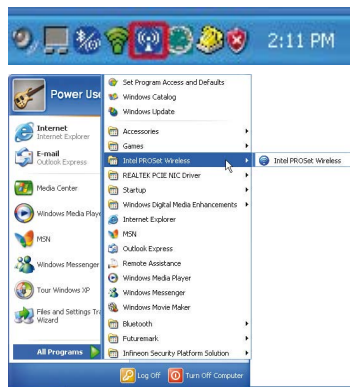 2:11 PM
Power Use
Internet
Internet Explorer
E-mail
Outlook Express
Media Center
Windows Media Playe
MSN
Windows Messenger
Tour Windows XP
Files and Settings Tra
Wizard
All Programs
Set Program Access and Defaults
Windows Catalog
Windows Update
Accessories
Games
Intel PROSet Wireless
REALTEK PCIE NIC Driver
Startup
Windows Digital Media Enhancements
Internet Explorer
MSN
Outlook Express
Remote Assistance
Windows Media Player
Windows Messenger
Windows Movie Maker
Bluetooth
Futuremark
Infineon Security Platform Solution
Intel PROSet Wireless
Log Off
Turn Off Computer